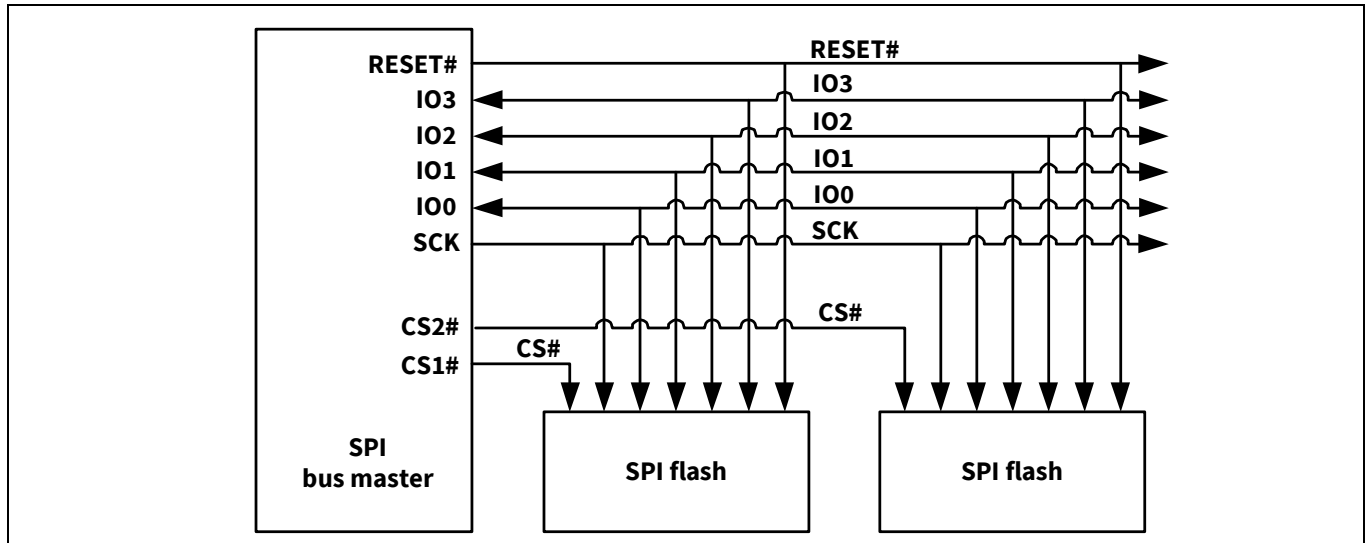 RESET#
RESET#
IO3
IO3
IO2
IO2
IO1
IO1
IO0
IO0
SCK
SCK
CS2#
CS#
CS1#
CS#
SPI
bus master
SPI flash
SPI flash